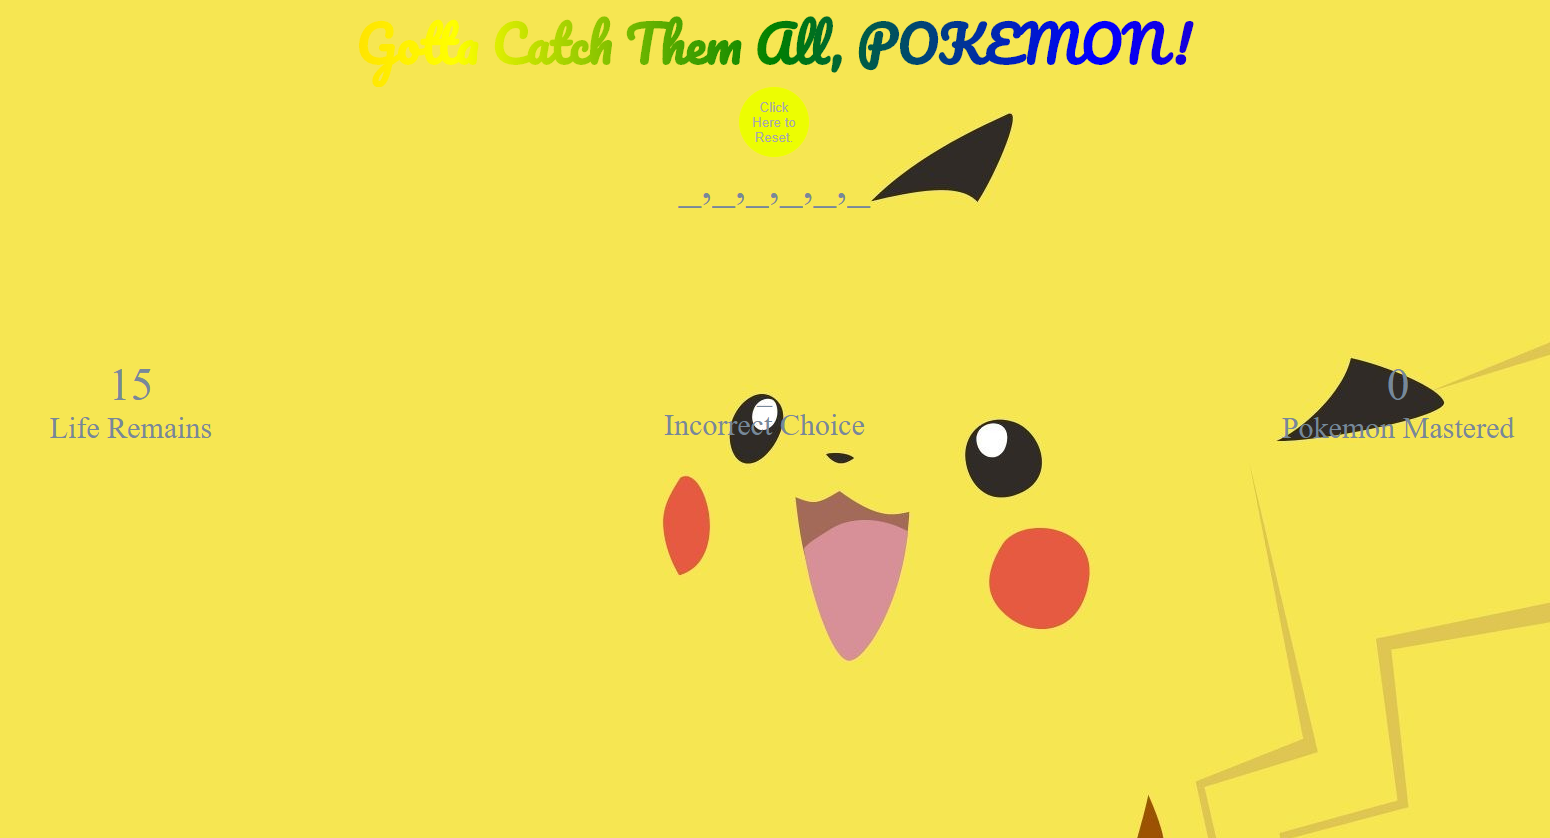 Gotta Catch Them All, POKEMON!
Click
Here to
Reset.
_,_,_,_,_,_
15
Life Remains
_
Incorrect Choice
0
Pokemon Mastered